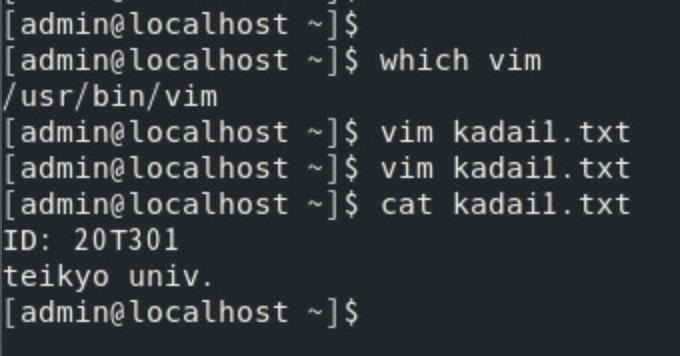 [admin@localhost ~]$
[admin@localhost ~]$ which vim
/usr/bin/vim
[admin@localhost ~]$ vim kadai1.txt
[admin@localhost ~]$ vim kadai1.txt
[admin@localhost ~]$ cat kadai1.txt
ID: 20T301
teikyo univ.
[admin@localhost ~]$